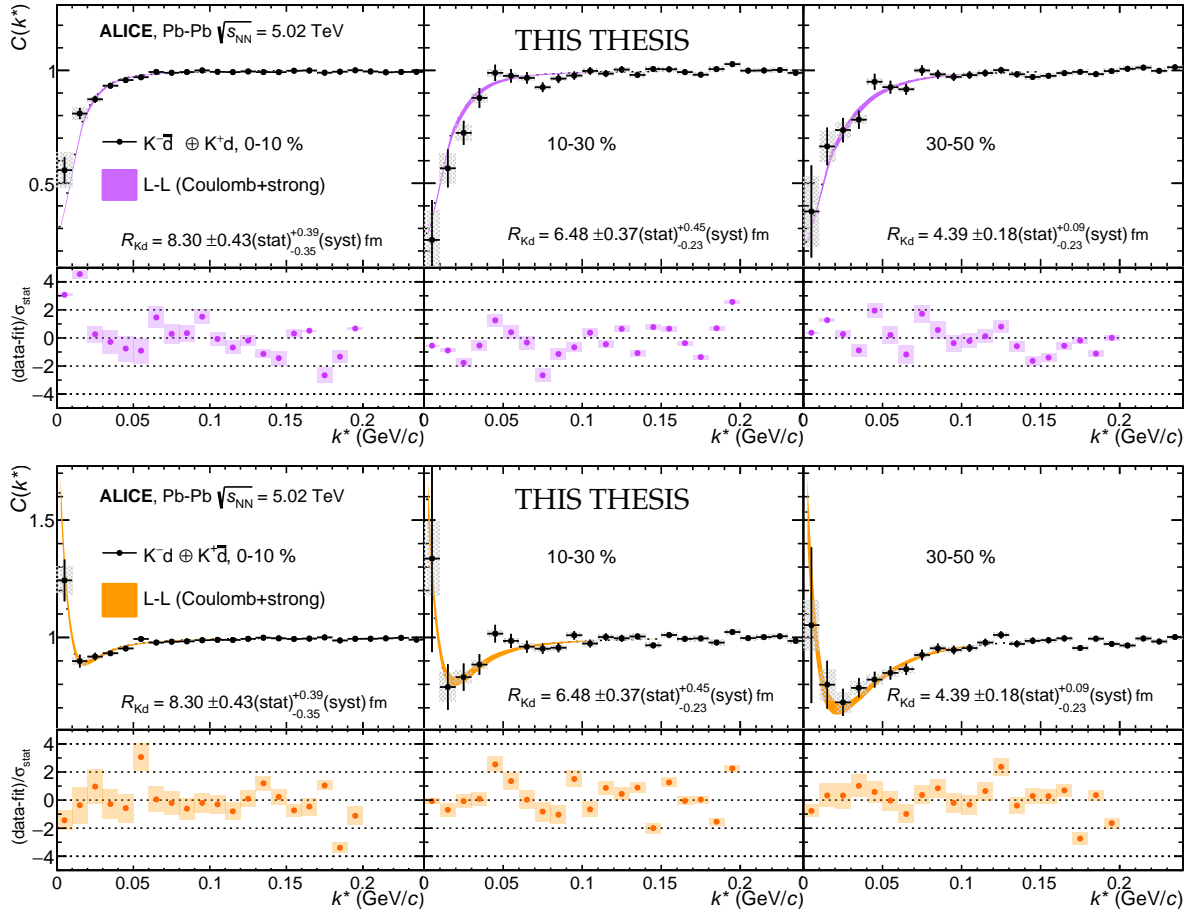 C(k*)
ALICE, Pb-Pb √sNN = 5.02 TeV
THIS THESIS
1
K⁻d̅ ⊕ K⁺d, 0-10 %
10-30 %
30-50 %
L-L (Coulomb+strong)
0.5
RKd = 8.30 ±0.43(stat)+0.39-0.35(syst) fm
RKd = 6.48 ±0.37(stat)+0.45-0.23(syst) fm
RKd = 4.39 ±0.18(stat)+0.09-0.23(syst) fm
(data-fit)/σstat
4
2
0
−2
−4
0 0.05 0.1 0.15 0.2 0 0.05 0.1 0.15 0.2 0 0.05 0.1 0.15 0.2
k* (GeV/c) k* (GeV/c) k* (GeV/c)
C(k*)
ALICE, Pb-Pb √sNN = 5.02 TeV
THIS THESIS
1.5
K⁻d ⊕ K⁺d̅, 0-10 %
10-30 %
30-50 %
L-L (Coulomb+strong)
1
RKd = 8.30 ±0.43(stat)+0.39-0.35(syst) fm
RKd = 6.48 ±0.37(stat)+0.45-0.23(syst) fm
RKd = 4.39 ±0.18(stat)+0.09-0.23(syst) fm
(data-fit)/σstat
4
2
0
−2
−4
0 0.05 0.1 0.15 0.2 0 0.05 0.1 0.15 0.2 0 0.05 0.1 0.15 0.2
k* (GeV/c) k* (GeV/c) k* (GeV/c)